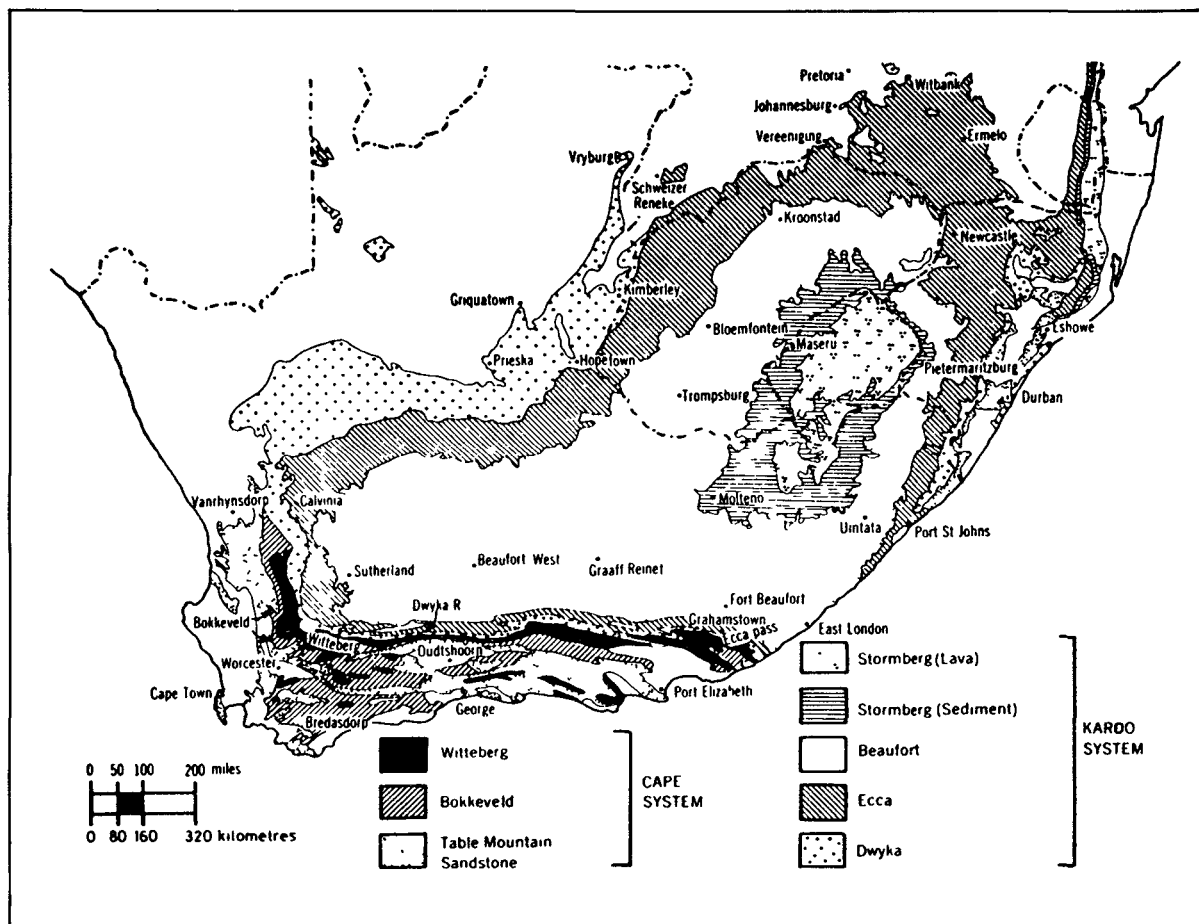 Pretoria
Witbank
Johannesburg
Vereeniging
Ermelo
Vryburg
Schweizer
Reneke
Kroonstad
Newcastle
Kimberley
Griquatown
Bloemfontein
Maseru
Eshowe
Prieska
Hopetown
Pietermaritzburg
Trompsburg
Durban
Vanrhynsdorp
Calvinia
Molteno
Umtata
Port St Johns
Sutherland
Beaufort West
Graaff Reinet
Dwyka R
Fort Beaufort
Bokkeveld
Witteberg
Grahamstown
Ecca pass
Oudtshoorn
East London
Worcester
Cape Town
Port Elizabeth
George
Bredasdorp
0 50 100 200 miles
0 80 160 320 kilometres
Witteberg
Bokkeveld
Table Mountain
Sandstone
CAPE
SYSTEM
Stormberg (Lava)
Stormberg (Sediment)
Beaufort
Ecca
Dwyka
KAROO
SYSTEM